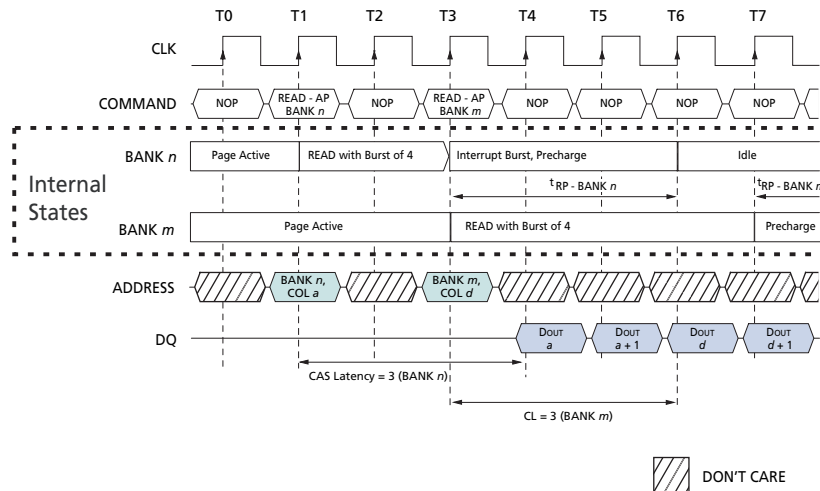 T0 T1 T2 T3 T4 T5 T6 T7
CLK
COMMAND NOP READ - AP BANK n NOP READ - AP BANK m NOP NOP NOP NOP
Internal States
BANK n Page Active READ with Burst of 4 Interrupt Burst, Precharge Idle
tRP - BANK n tRP - BANK m
BANK m Page Active READ with Burst of 4 Precharge
ADDRESS BANK n, COL a BANK m, COL d
DQ DOUT a DOUT a + 1 DOUT d DOUT d + 1
CAS Latency = 3 (BANK n)
CL = 3 (BANK m)
DON'T CARE